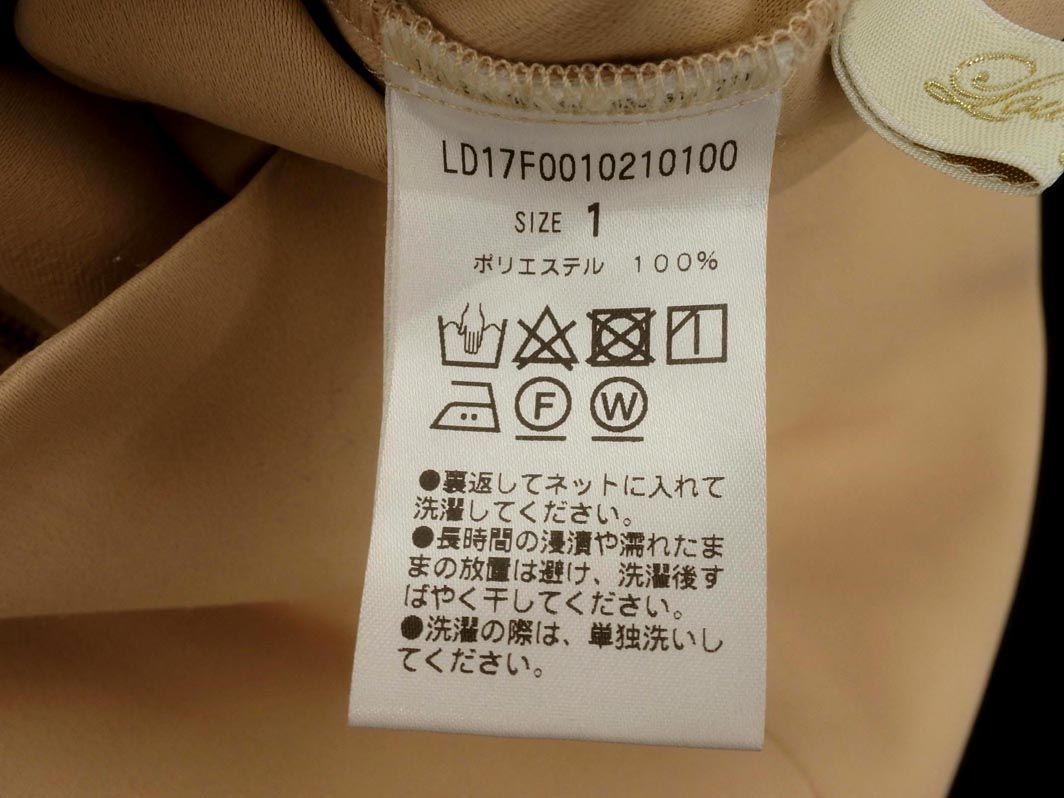 LD17F0010210100
SIZE 1
ポリエステル 100%
F W
●裏返してネットに入れて
洗濯してください。
●長時間の浸漬や濡れたま
まの放置は避け、洗濯後す
ばやく干してください。
●洗濯の際は、単独洗いし
てください。